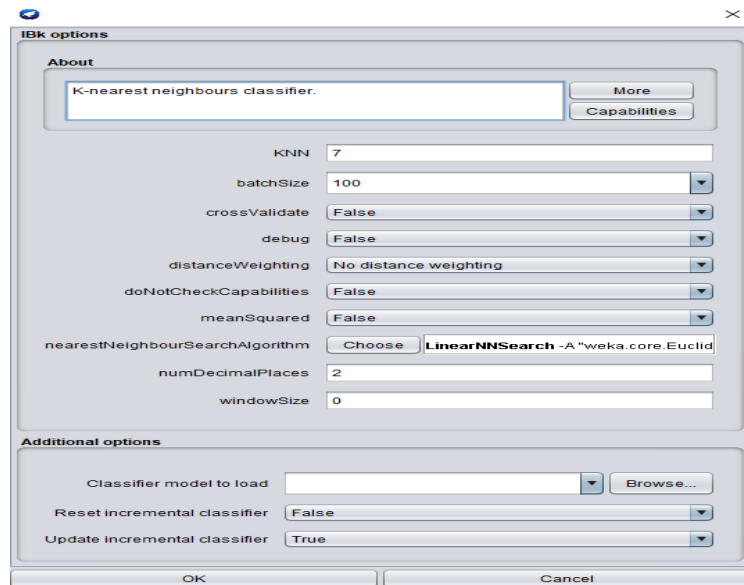 IBk options
About
K-nearest neighbours classifier.
More
Capabilities
KNN 7
batchSize 100
crossValidate False
debug False
distanceWeighting No distance weighting
doNotCheckCapabilities False
meanSquared False
nearestNeighbourSearchAlgorithm Choose LinearNNSearch -A "weka.core.Euclid
numDecimalPlaces 2
windowSize 0
Additional options
Classifier model to load Browse...
Reset incremental classifier False
Update incremental classifier True
OK Cancel